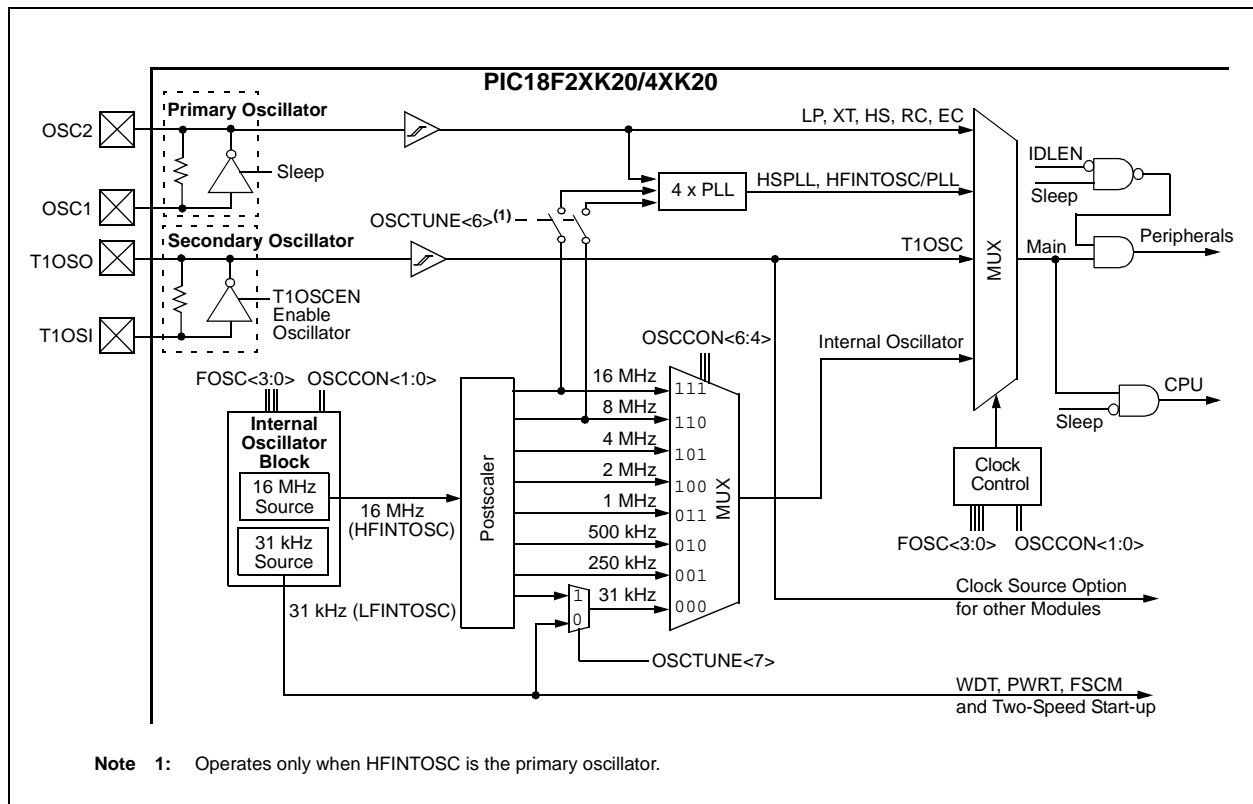 PIC18F2XK20/4XK20
Primary Oscillator
OSC2
Sleep
OSC1
LP, XT, HS, RC, EC
4 x PLL
HSPLL, HFINTOSC/PLL
OSCTUNE<6>(1)
IDLEN
Sleep
Secondary Oscillator
T1OSO
T1OSCEN
Enable
Oscillator
T1OSI
T1OSC
MUX
Main
Peripherals
Internal Oscillator
CPU
Sleep
Clock
Control
FOSC<3:0>
OSCCON<1:0>
OSCCON<6:4>
FOSC<3:0>
OSCCON<1:0>
Internal
Oscillator
Block
16 MHz
Source
31 kHz
Source
16 MHz
(HFINTOSC)
31 kHz (LFINTOSC)
Postscaler
16 MHz
111
8 MHz
110
4 MHz
101
2 MHz
100
1 MHz
011
500 kHz
010
250 kHz
001
31 kHz
000
1
0
MUX
OSCTUNE<7>
Clock Source Option
for other Modules
WDT, PWRT, FSCM
and Two-Speed Start-up
Note 1: Operates only when HFINTOSC is the primary oscillator.